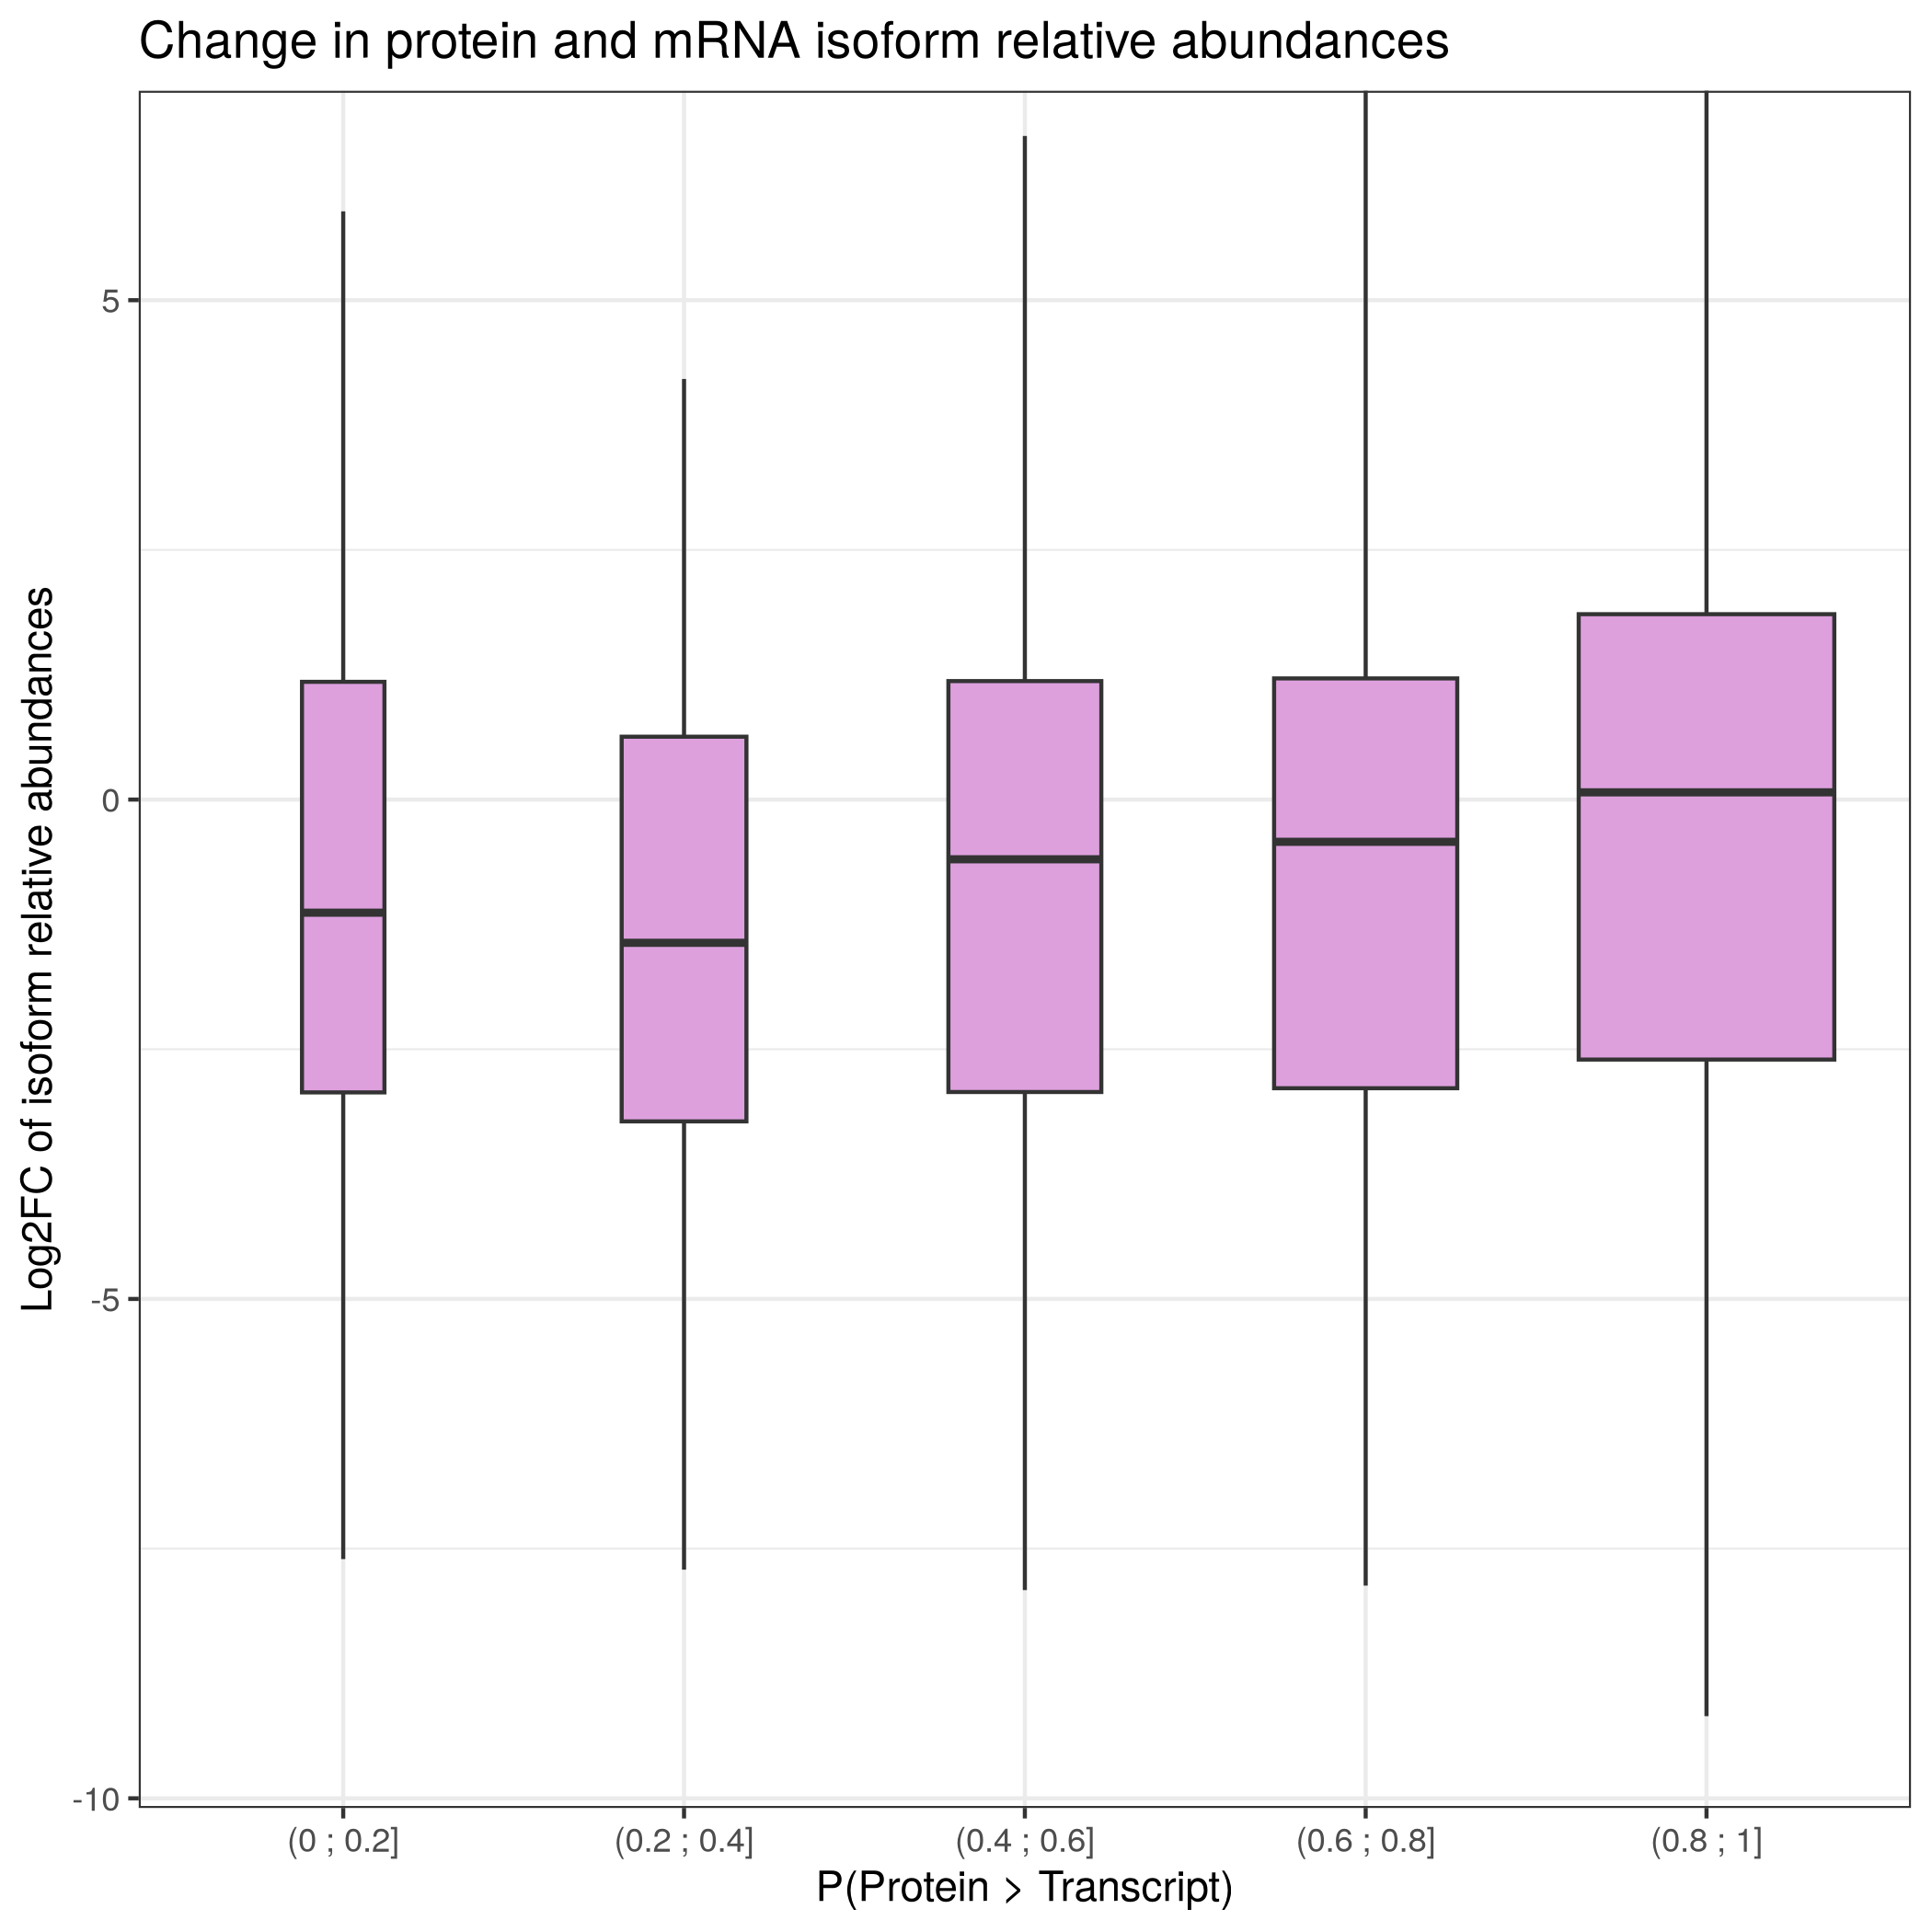 Change in protein and mRNA isoform relative abundances
Log2FC of isoform relative abundances
5
0
-5
-10
(0 ; 0.2]
(0.2 ; 0.4]
(0.4 ; 0.6]
(0.6 ; 0.8]
(0.8 ; 1]
P(Protein > Transcript)